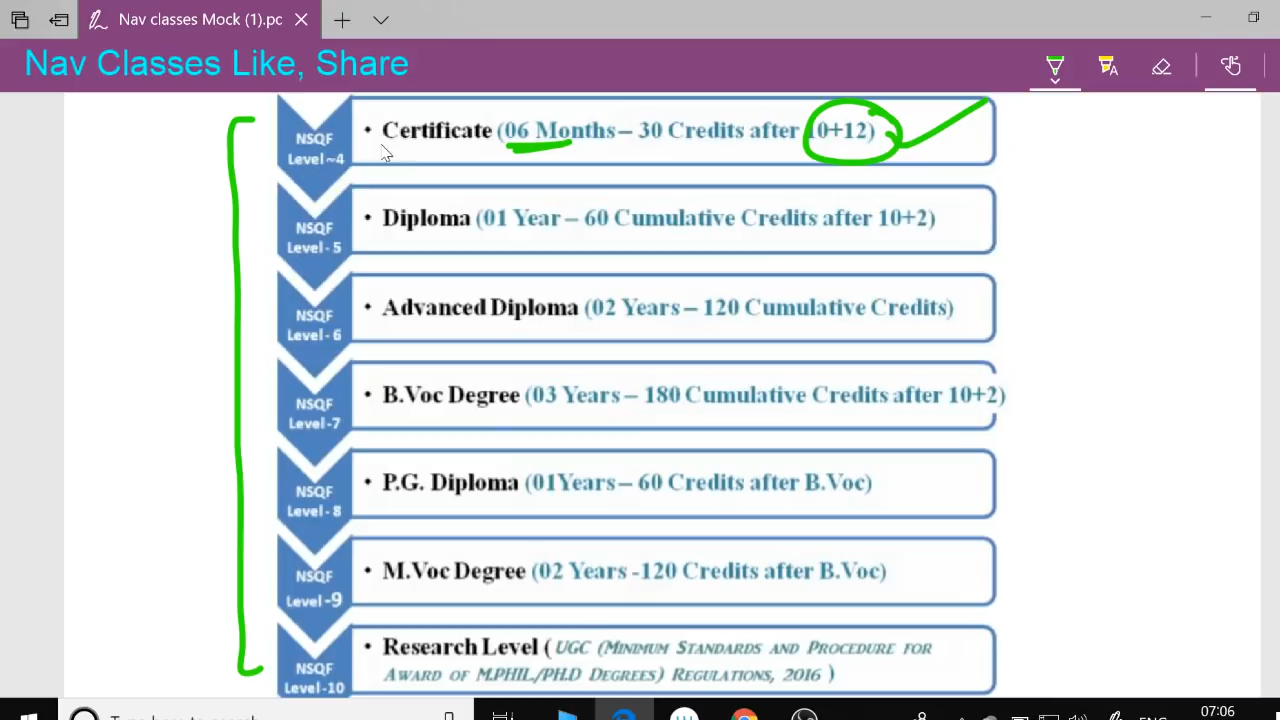 Nav classes Mock (1).pc
Nav Classes Like, Share
NSQF
Level-4
• Certificate (06 Months – 30 Credits after 10+12)
NSQF
Level-5
• Diploma (01 Year – 60 Cumulative Credits after 10+2)
NSQF
Level-6
• Advanced Diploma (02 Years – 120 Cumulative Credits)
NSQF
Level-7
• B.Voc Degree (03 Years – 180 Cumulative Credits after 10+2)
NSQF
Level-8
• P.G. Diploma (01Years – 60 Credits after B.Voc)
NSQF
Level-9
• M.Voc Degree (02 Years -120 Credits after B.Voc)
NSQF
Level-10
• Research Level ( UGC (Minimum Standards and Procedure for
Award of M.Phil./Ph.D Degrees) Regulations, 2016 )
07:06